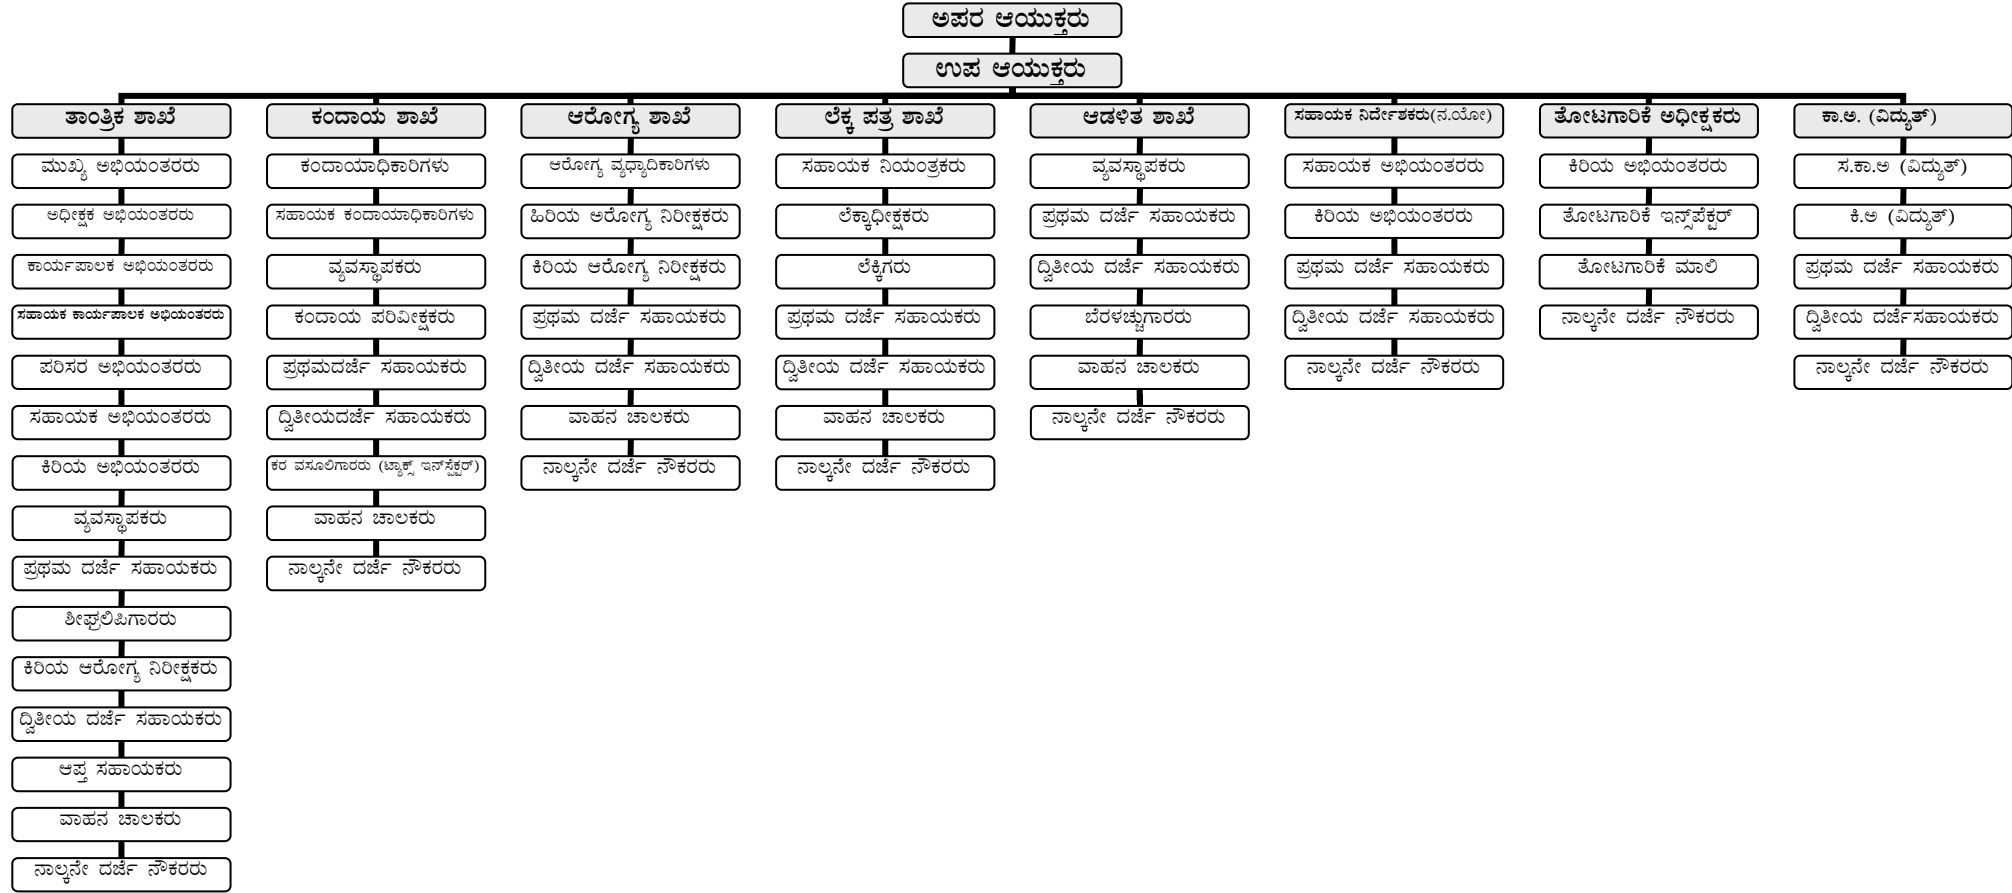 ಅಪರ ಆಯುಕ್ತರು
ಉಪ ಆಯುಕ್ತರು
ತಾಂತ್ರಿಕ ಶಾಖೆ
ಮುಖ್ಯ ಅಭಿಯಂತರರು
ಅಧೀಕ್ಷಕ ಅಭಿಯಂತರರು
ಕಾರ್ಯಪಾಲಕ ಅಭಿಯಂತರರು
ಸಹಾಯಕ ಕಾರ್ಯಪಾಲಕ ಅಭಿಯಂತರರು
ಪರಿಸರ ಅಭಿಯಂತರರು
ಸಹಾಯಕ ಅಭಿಯಂತರರು
ಕಿರಿಯ ಅಭಿಯಂತರರು
ವ್ಯವಸ್ಥಾಪಕರು
ಪ್ರಥಮ ದರ್ಜೆ ಸಹಾಯಕರು
ಶೀಘ್ರಲಿಪಿಗಾರರು
ಕಿರಿಯ ಆರೋಗ್ಯ ನಿರೀಕ್ಷಕರು
ದ್ವಿತೀಯ ದರ್ಜೆ ಸಹಾಯಕರು
ಆಪ್ತ ಸಹಾಯಕರು
ವಾಹನ ಚಾಲಕರು
ನಾಲ್ಕನೇ ದರ್ಜೆ ನೌಕರರು
ಕಂದಾಯ ಶಾಖೆ
ಕಂದಾಯಾಧಿಕಾರಿಗಳು
ಸಹಾಯಕ ಕಂದಾಯಾಧಿಕಾರಿಗಳು
ವ್ಯವಸ್ಥಾಪಕರು
ಕಂದಾಯ ಪರಿವೀಕ್ಷಕರು
ಪ್ರಥಮದರ್ಜೆ ಸಹಾಯಕರು
ದ್ವಿತೀಯದರ್ಜೆ ಸಹಾಯಕರು
ಕರ ವಸೂಲಿಗಾರರು (ಟ್ಯಾಕ್ಸ್ ಇನ್‌ಸ್ಪೆಕ್ಟರ್)
ವಾಹನ ಚಾಲಕರು
ನಾಲ್ಕನೇ ದರ್ಜೆ ನೌಕರರು
ಆರೋಗ್ಯ ಶಾಖೆ
ಆರೋಗ್ಯ ವ್ಯಧ್ಯಾದಿಕಾರಿಗಳು
ಹಿರಿಯ ಅರೋಗ್ಯ ನಿರೀಕ್ಷಕರು
ಕಿರಿಯ ಆರೋಗ್ಯ ನಿರೀಕ್ಷಕರು
ಪ್ರಥಮ ದರ್ಜೆ ಸಹಾಯಕರು
ದ್ವಿತೀಯ ದರ್ಜೆ ಸಹಾಯಕರು
ವಾಹನ ಚಾಲಕರು
ನಾಲ್ಕನೇ ದರ್ಜೆ ನೌಕರರು
ಲೆಕ್ಕ ಪತ್ರ ಶಾಖೆ
ಸಹಾಯಕ ನಿಯಂತ್ರಕರು
ಲೆಕ್ಕಾಧೀಕ್ಷಕರು
ಲೆಕ್ಕಿಗರು
ಪ್ರಥಮ ದರ್ಜೆ ಸಹಾಯಕರು
ದ್ವಿತೀಯ ದರ್ಜೆ ಸಹಾಯಕರು
ವಾಹನ ಚಾಲಕರು
ನಾಲ್ಕನೇ ದರ್ಜೆ ನೌಕರರು
ಆಡಳಿತ ಶಾಖೆ
ವ್ಯವಸ್ಥಾಪಕರು
ಪ್ರಥಮ ದರ್ಜೆ ಸಹಾಯಕರು
ದ್ವಿತೀಯ ದರ್ಜೆ ಸಹಾಯಕರು
ಬೆರಳಚ್ಚುಗಾರರು
ವಾಹನ ಚಾಲಕರು
ನಾಲ್ಕನೇ ದರ್ಜೆ ನೌಕರರು
ಸಹಾಯಕ ನಿರ್ದೇಶಕರು(ನ.ಯೋ)
ಸಹಾಯಕ ಅಭಿಯಂತರರು
ಕಿರಿಯ ಅಭಿಯಂತರರು
ಪ್ರಥಮ ದರ್ಜೆ ಸಹಾಯಕರು
ದ್ವಿತೀಯ ದರ್ಜೆ ಸಹಾಯಕರು
ನಾಲ್ಕನೇ ದರ್ಜೆ ನೌಕರರು
ತೋಟಗಾರಿಕೆ ಅಧೀಕ್ಷಕರು
ಕಿರಿಯ ಅಭಿಯಂತರರು
ತೋಟಗಾರಿಕೆ ಇನ್ಸ್‌ಪೆಕ್ಟರ್
ತೋಟಗಾರಿಕೆ ಮಾಲಿ
ನಾಲ್ಕನೇ ದರ್ಜೆ ನೌಕರರು
ಕಾ.ಅ. (ವಿದ್ಯುತ್)
ಸ.ಕಾ.ಅ (ವಿದ್ಯುತ್)
ಕಿ.ಅ (ವಿದ್ಯುತ್)
ಪ್ರಥಮ ದರ್ಜೆ ಸಹಾಯಕರು
ದ್ವಿತೀಯ ದರ್ಜೆಸಹಾಯಕರು
ನಾಲ್ಕನೇ ದರ್ಜೆ ನೌಕರರು